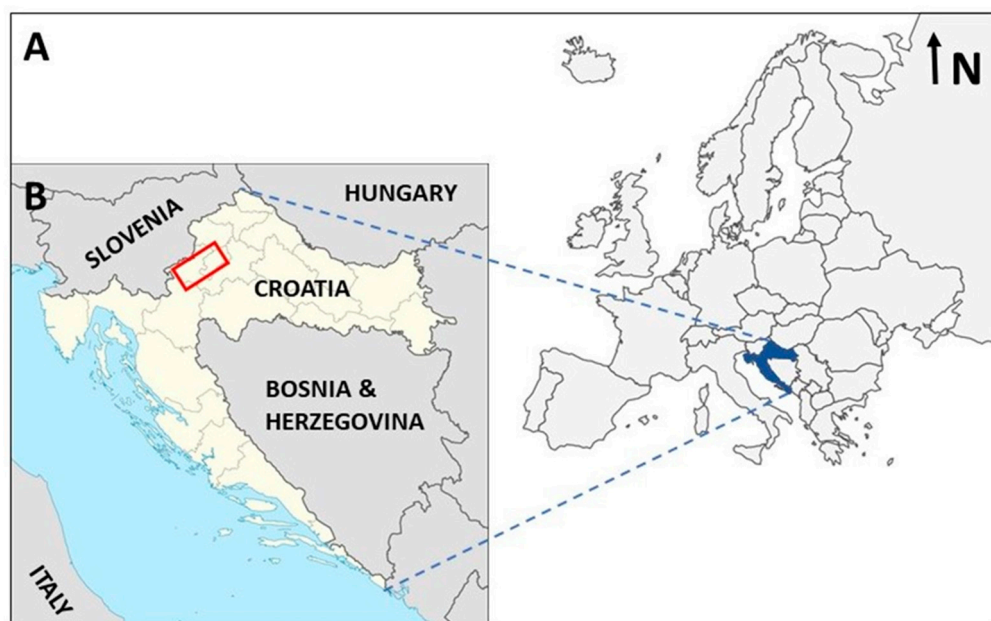 A
N
B
HUNGARY
SLOVENIA
CROATIA
BOSNIA &
HERZEGOVINA
ITALY